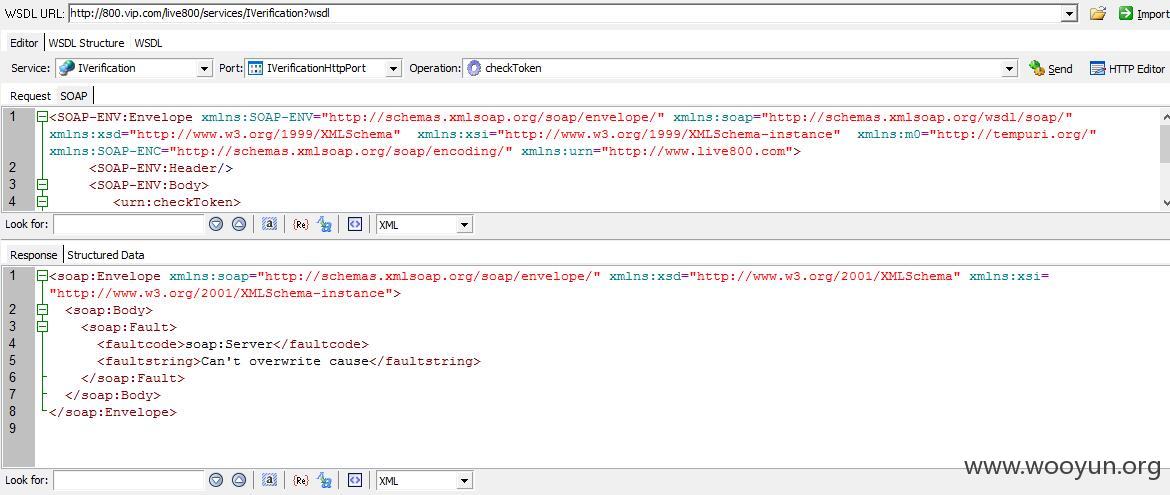 WSDL URL: http://800.vip.com/live800/services/IVerification?wsdl Import
Editor WSDL Structure WSDL
Service: IVerification Port: IVerificationHttpPort Operation: checkToken Send HTTP Editor
Request SOAP
1 <SOAP-ENV:Envelope xmlns:SOAP-ENV="http://schemas.xmlsoap.org/soap/envelope/" xmlns:soap="http://schemas.xmlsoap.org/wsdl/soap/"
xmlns:xsd="http://www.w3.org/1999/XMLSchema" xmlns:xsi="http://www.w3.org/1999/XMLSchema-instance" xmlns:m0="http://tempuri.org/"
xmlns:SOAP-ENC="http://schemas.xmlsoap.org/soap/encoding/" xmlns:urn="http://www.live800.com">
2 <SOAP-ENV:Header/>
3 <SOAP-ENV:Body>
4 <urn:checkToken>
Look for: XML
Response Structured Data
1 <soap:Envelope xmlns:soap="http://schemas.xmlsoap.org/soap/envelope/" xmlns:xsd="http://www.w3.org/2001/XMLSchema" xmlns:xsi=
"http://www.w3.org/2001/XMLSchema-instance">
2 <soap:Body>
3 <soap:Fault>
4 <faultcode>soap:Server</faultcode>
5 <faultstring>Can't overwrite cause</faultstring>
6 </soap:Fault>
7 </soap:Body>
8 </soap:Envelope>
9
www.wooyun.org
Look for: XML